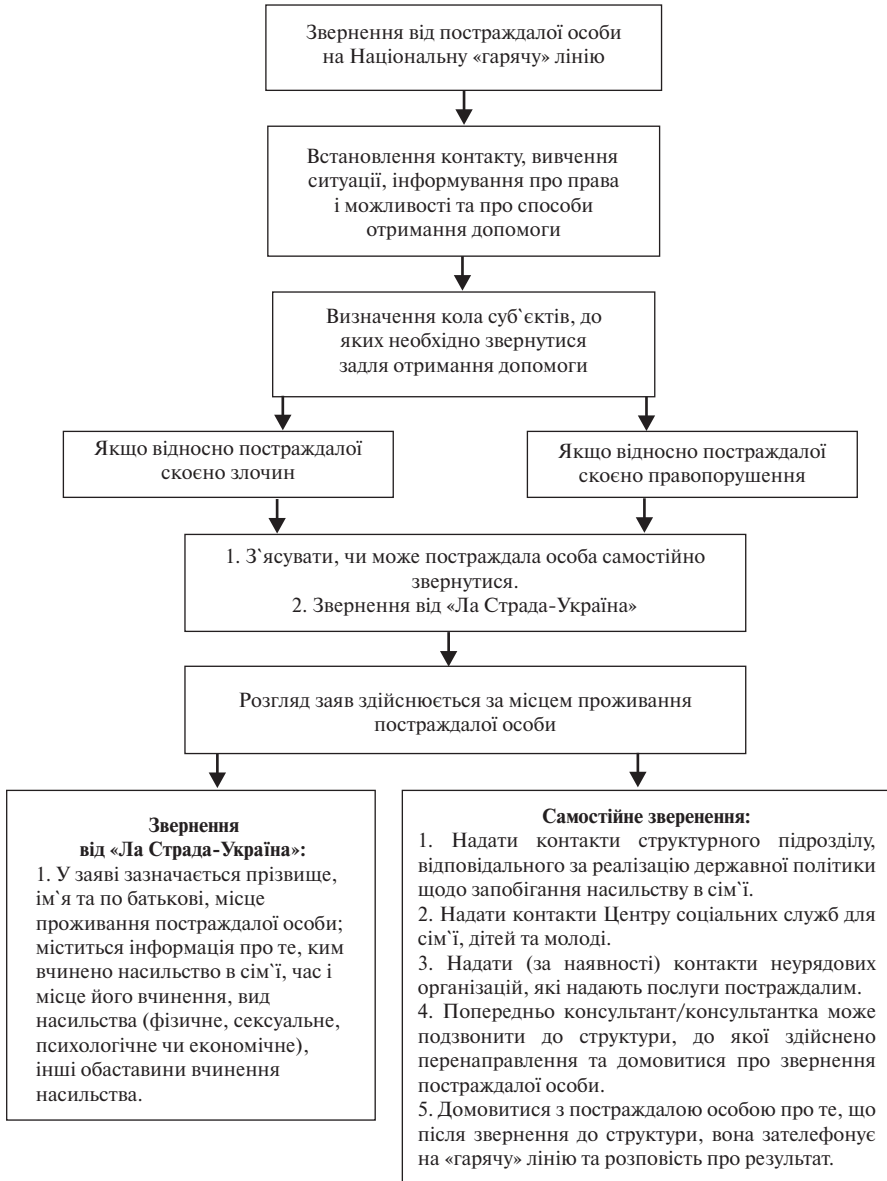 Звернення від постраждалої особи
на Національну «гарячу» лінію
Встановлення контакту, вивчення
ситуації, інформування про права
і можливості та про способи
отримання допомоги
Визначення кола суб`єктів, до
яких необхідно звернутися
задля отримання допомоги
Якщо відносно постраждалої
скоєно злочин
Якщо відносно постраждалої
скоєно правопорушення
1. З`ясувати, чи може постраждала особа самостійно
звернутися.
2. Звернення від «Ла Страда-Україна»
Розгляд заяв здійснюється за місцем проживання
постраждалої особи
Звернення
від «Ла Страда-Україна»:
1. У заяві зазначається прізвище,
ім`я та по батькові, місце
проживання постраждалої особи;
міститься інформація про те, ким
вчинено насильство в сім`ї, час і
місце його вчинення, вид
насильства (фізичне, сексуальне,
психологічне чи економічне),
інші обаставини вчинення
насильства.
Самостійне зверенення:
1. Надати контакти структурного підрозділу,
відповідального за реалізацію державної політики
щодо запобігання насильству в сім`ї.
2. Надати контакти Центру соціальних служб для
сім`ї, дітей та молоді.
3. Надати (за наявності) контакти неурядових
організацій, які надають послуги постраждалим.
4. Попередньо консультант/консультантка може
подзвонити до структури, до якої здійснено
перенаправлення та домовитися про звернення
постраждалої особи.
5. Домовитися з постраждалою особою про те, що
після звернення до структури, вона зателефонує
на «гарячу» лінію та розповість про результат.